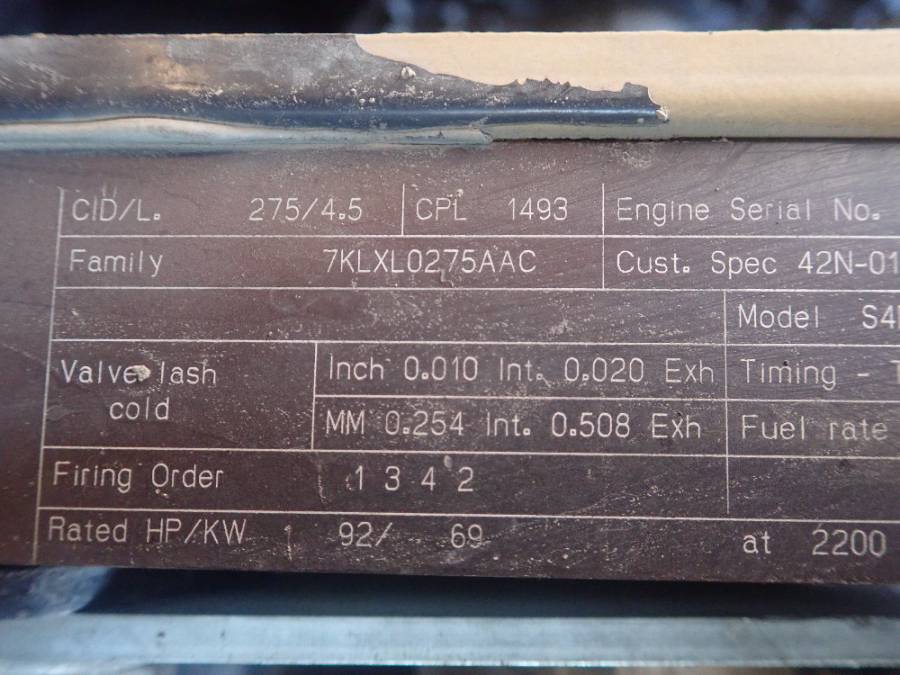 CID/L. 275/4.5 CPL 1493 Engine Serial No.
Family 7KLXL0275AAC Cust. Spec 42N-01
Model S4
Valve lash cold Inch 0.010 Int. 0.020 Exh Timing -
MM 0.254 Int. 0.508 Exh Fuel rate
Firing Order 1 3 4 2
Rated HP/KW 92/ 69 at 2200